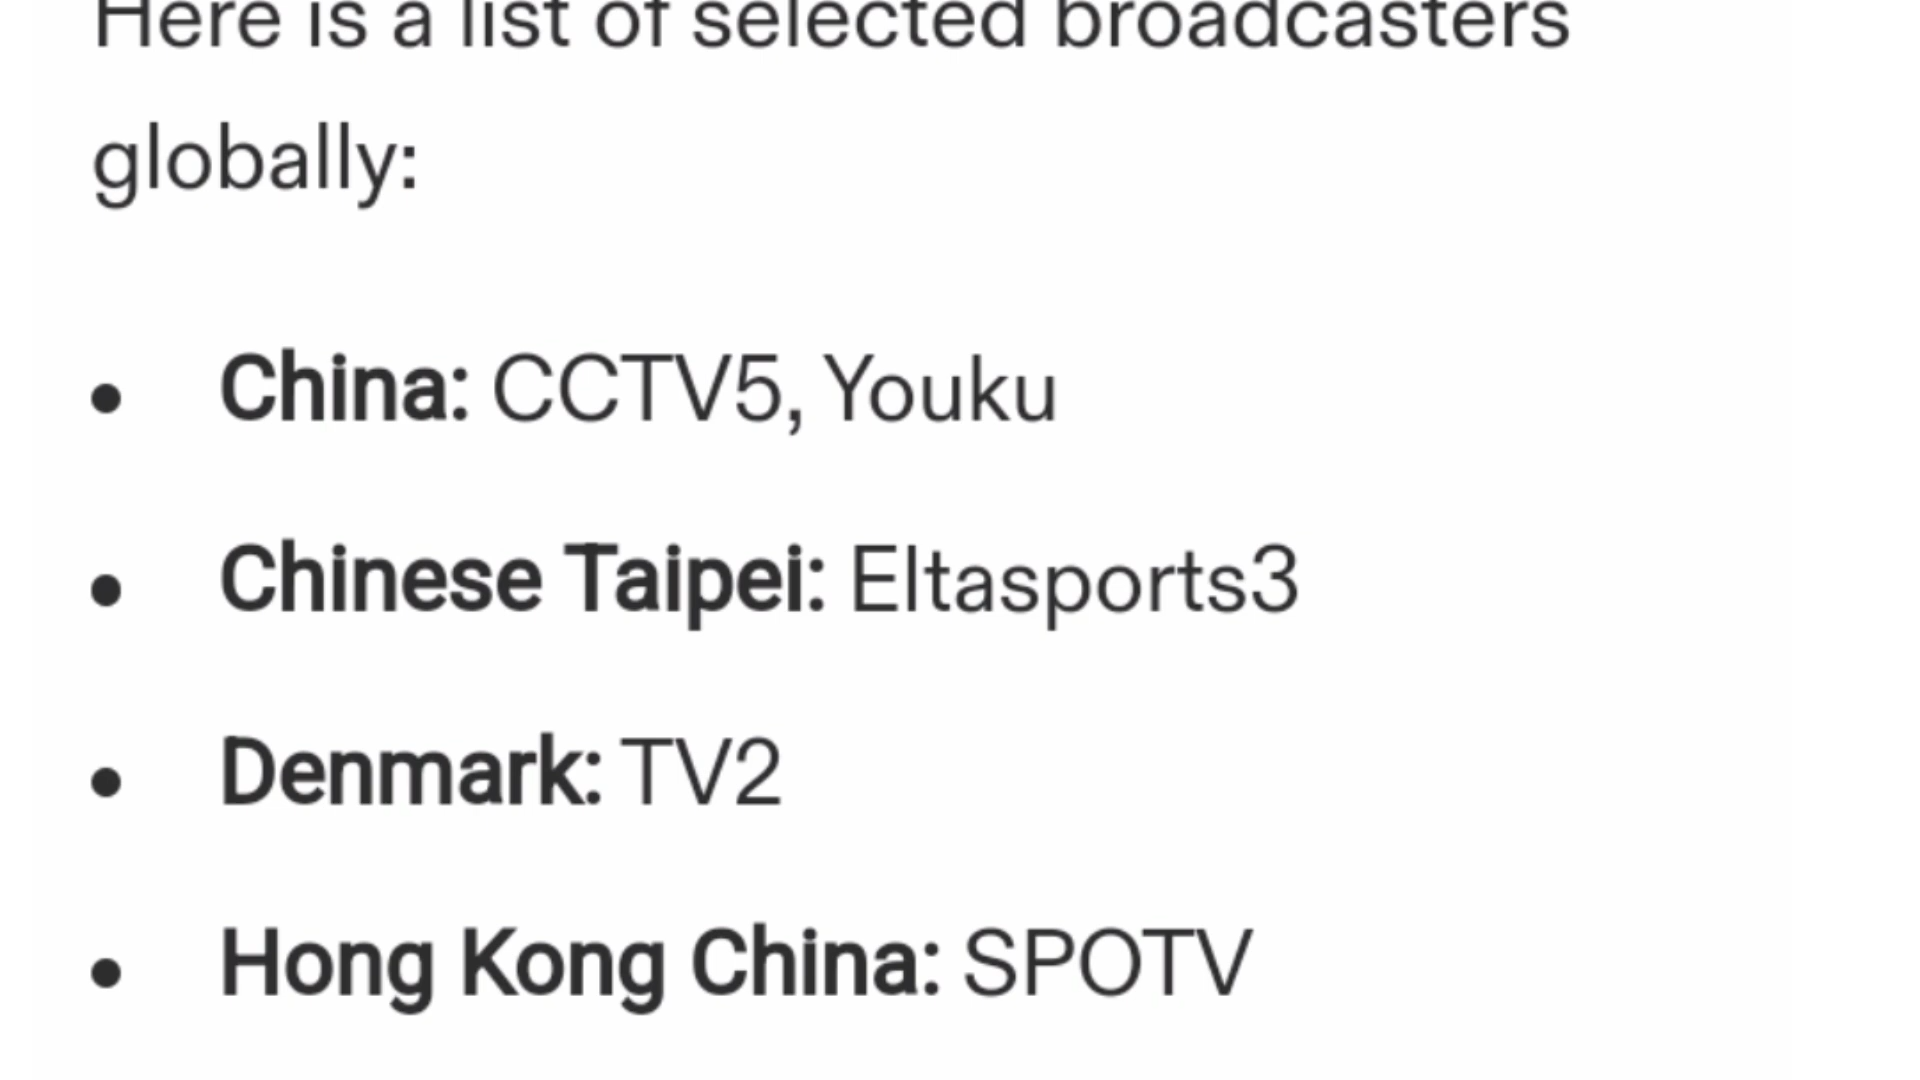 Here is a list of selected broadcasters
globally:
• China: CCTV5, Youku
• Chinese Taipei: Eltasports3
• Denmark: TV2
• Hong Kong China: SPOTV